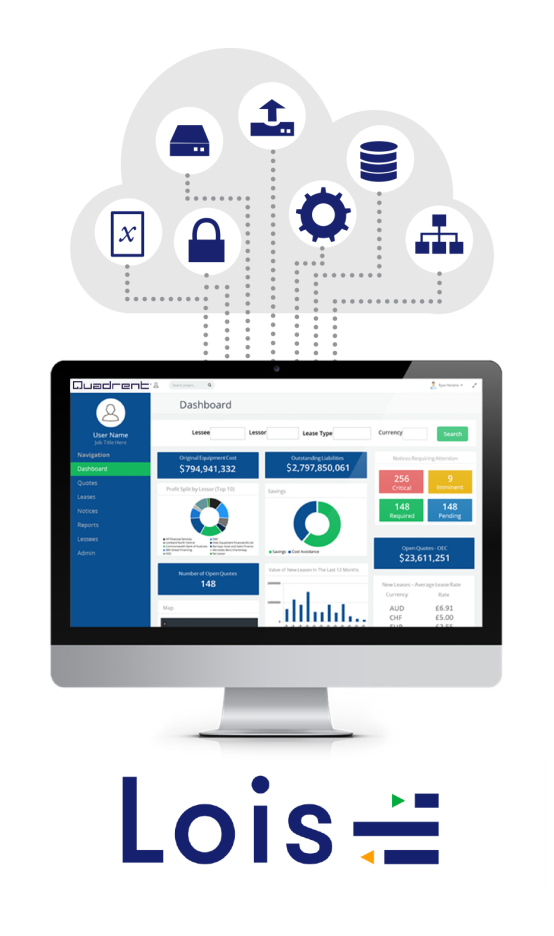 x
Quadrent
Dashboard
User Name
Job Title Here
Navigation
Dashboard
Quotes
Leases
Notices
Reports
Lessees
Admin
Lessee
Lessor
Lease Type
Currency
Search
Original Equipment Cost
$794,941,332
Outstanding Liabilities
$2,797,850,061
Notices Requiring Attention
256
Critical
9
Imminent
148
Required
148
Pending
Profit Split by Lessor (Top 10)
Savings
Savings
Cost Avoidance
Open Quotes - OEC
$23,611,251
Number of Open Quotes
148
Value of New Leases In The Last 12 Months
New Leases – Average Lease Rate
Currency Rate
AUD £6.91
CHF £5.00
Map
Lois